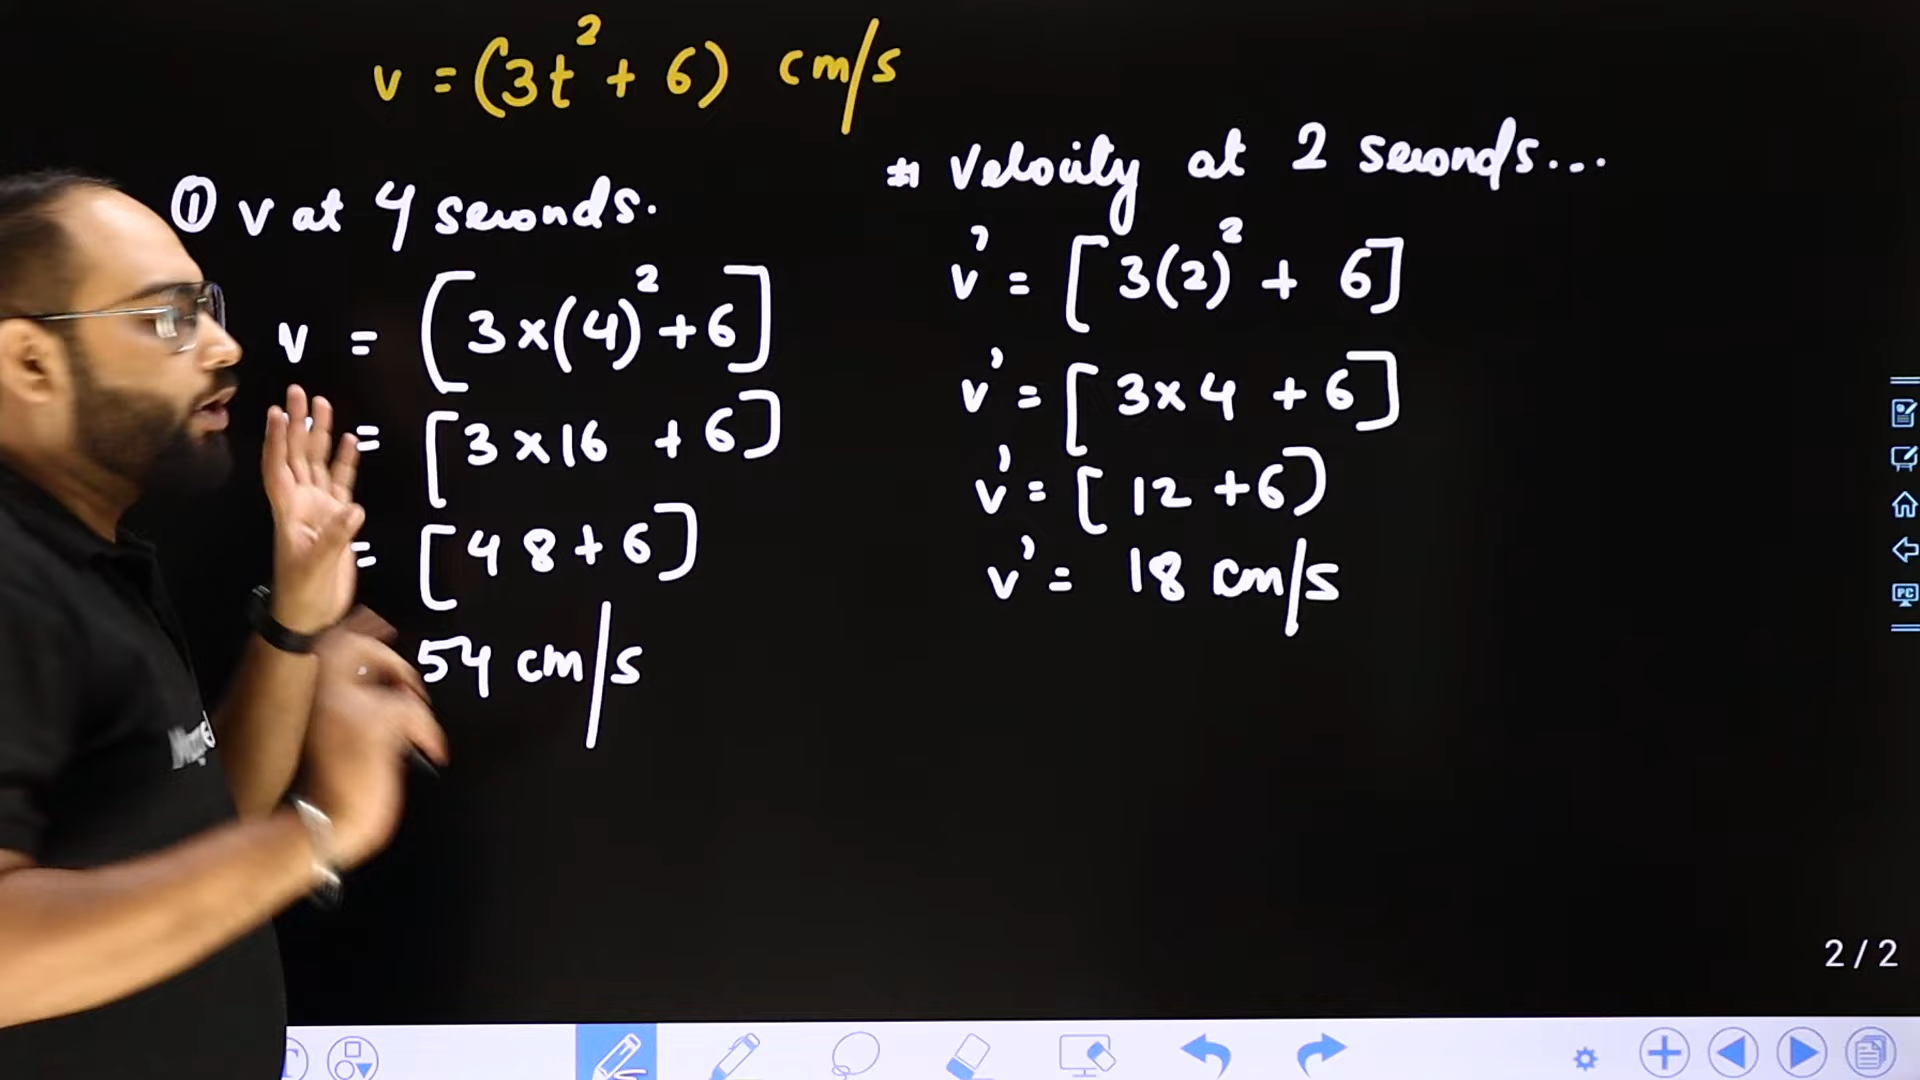 v = (3t² + 6) cm/s
① v at 4 seconds.
v = [3×(4)²+6]
= [3×16 +6]
= [48+6]
54 cm/s
* Velocity at 2 seconds...
v' = [3(2)² + 6]
v' = [3×4 +6]
v' = [12 +6)
v' = 18 cm/s
PC
2/2
T